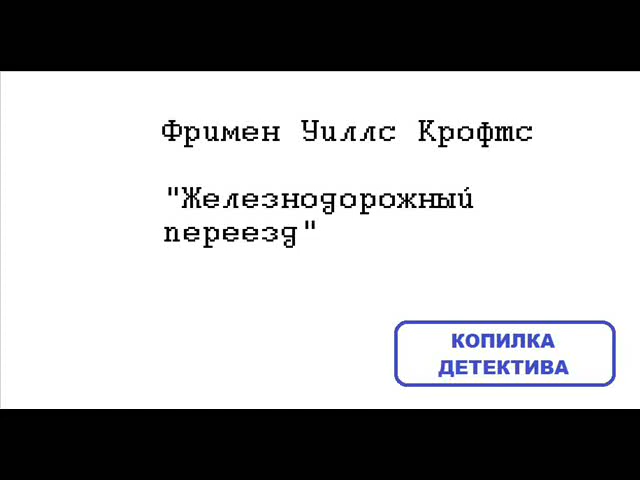 Фримен Уиллс Крофтс
"Железнодорожный
переезд"
КОПИЛКА
ДЕТЕКТИВА